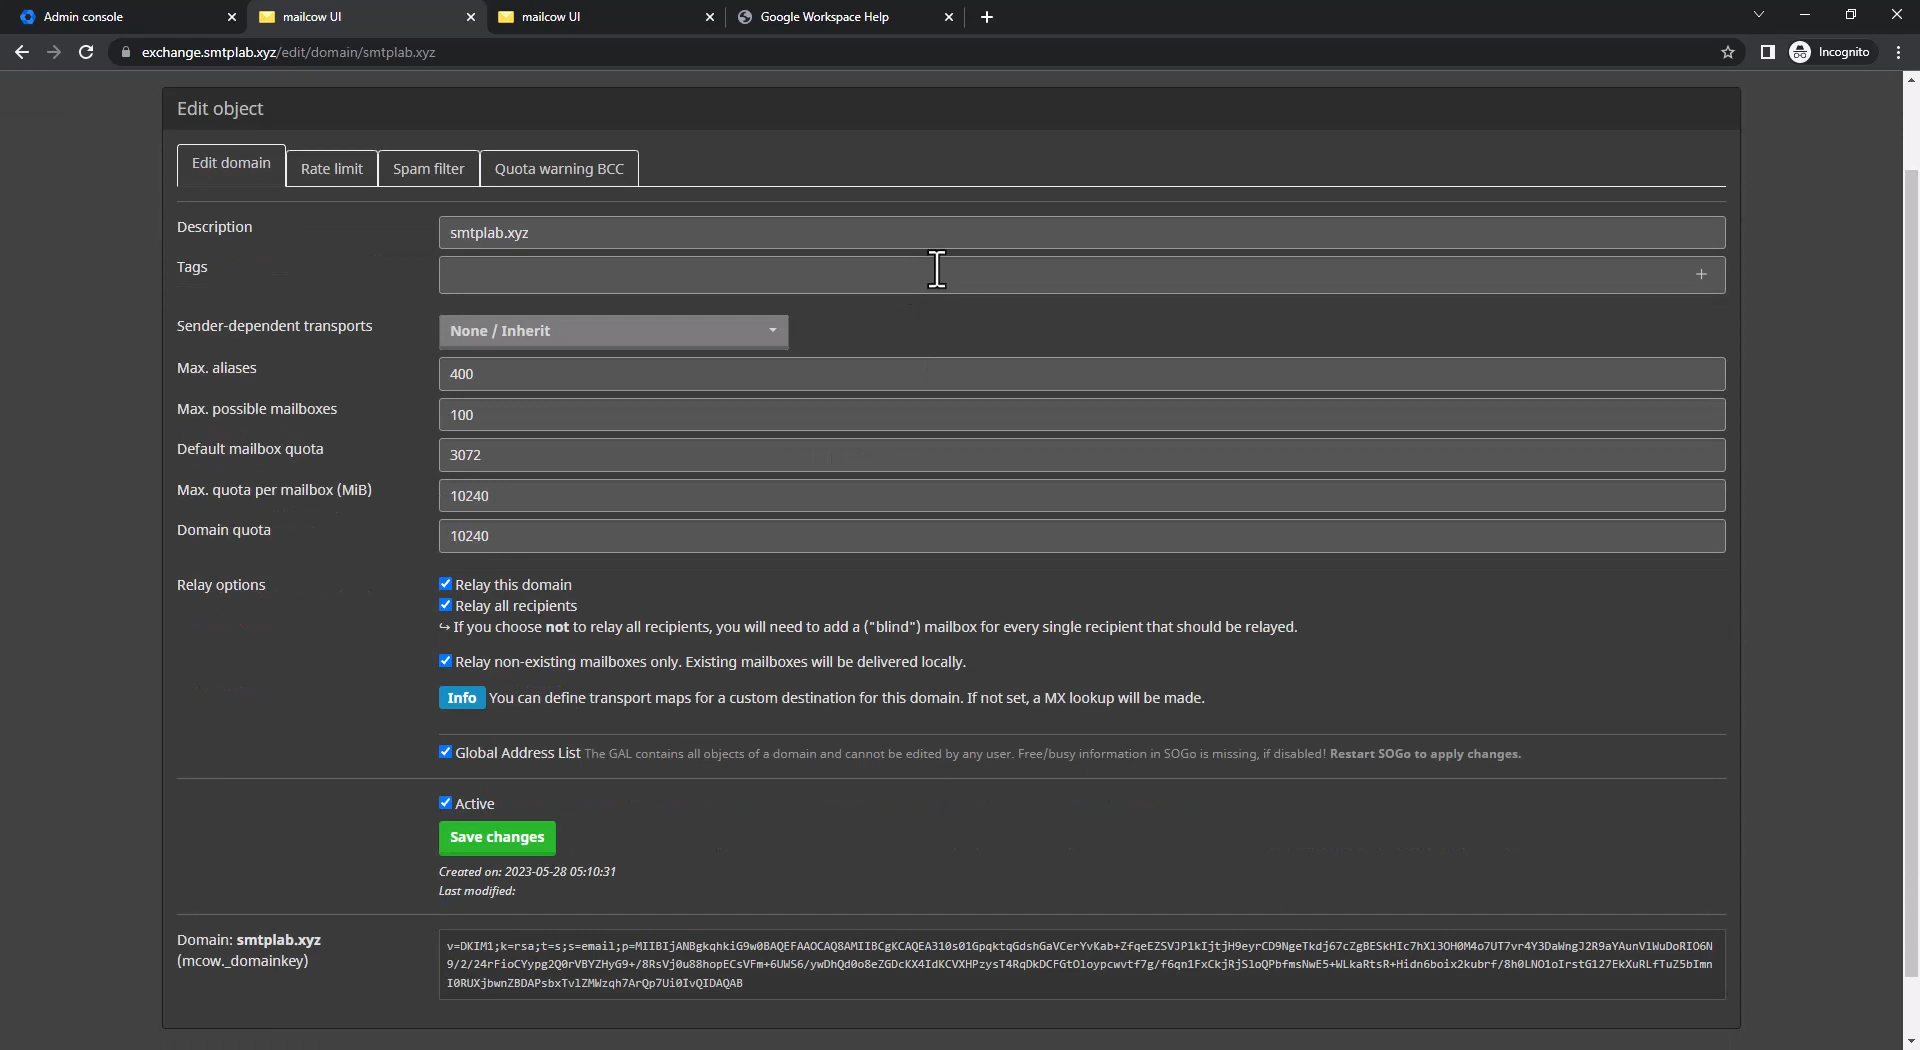 Admin console
mailcow UI
mailcow UI
Google Workspace Help
exchange.smtplab.xyz/edit/domain/smtplab.xyz
Incognito
Edit object
Edit domain
Rate limit
Spam filter
Quota warning BCC
Description
smtplab.xyz
Tags
Sender-dependent transports
None / Inherit
Max. aliases
400
Max. possible mailboxes
100
Default mailbox quota
3072
Max. quota per mailbox (MiB)
10240
Domain quota
10240
Relay options
Relay this domain
Relay all recipients
↪ If you choose not to relay all recipients, you will need to add a ("blind") mailbox for every single recipient that should be relayed.
Relay non-existing mailboxes only. Existing mailboxes will be delivered locally.
Info You can define transport maps for a custom destination for this domain. If not set, a MX lookup will be made.
Global Address List The GAL contains all objects of a domain and cannot be edited by any user. Free/busy information in SOGo is missing, if disabled! Restart SOGo to apply changes.
Active
Save changes
Created on: 2023-05-28 05:10:31
Last modified:
Domain: smtplab.xyz
(mcow._domainkey)